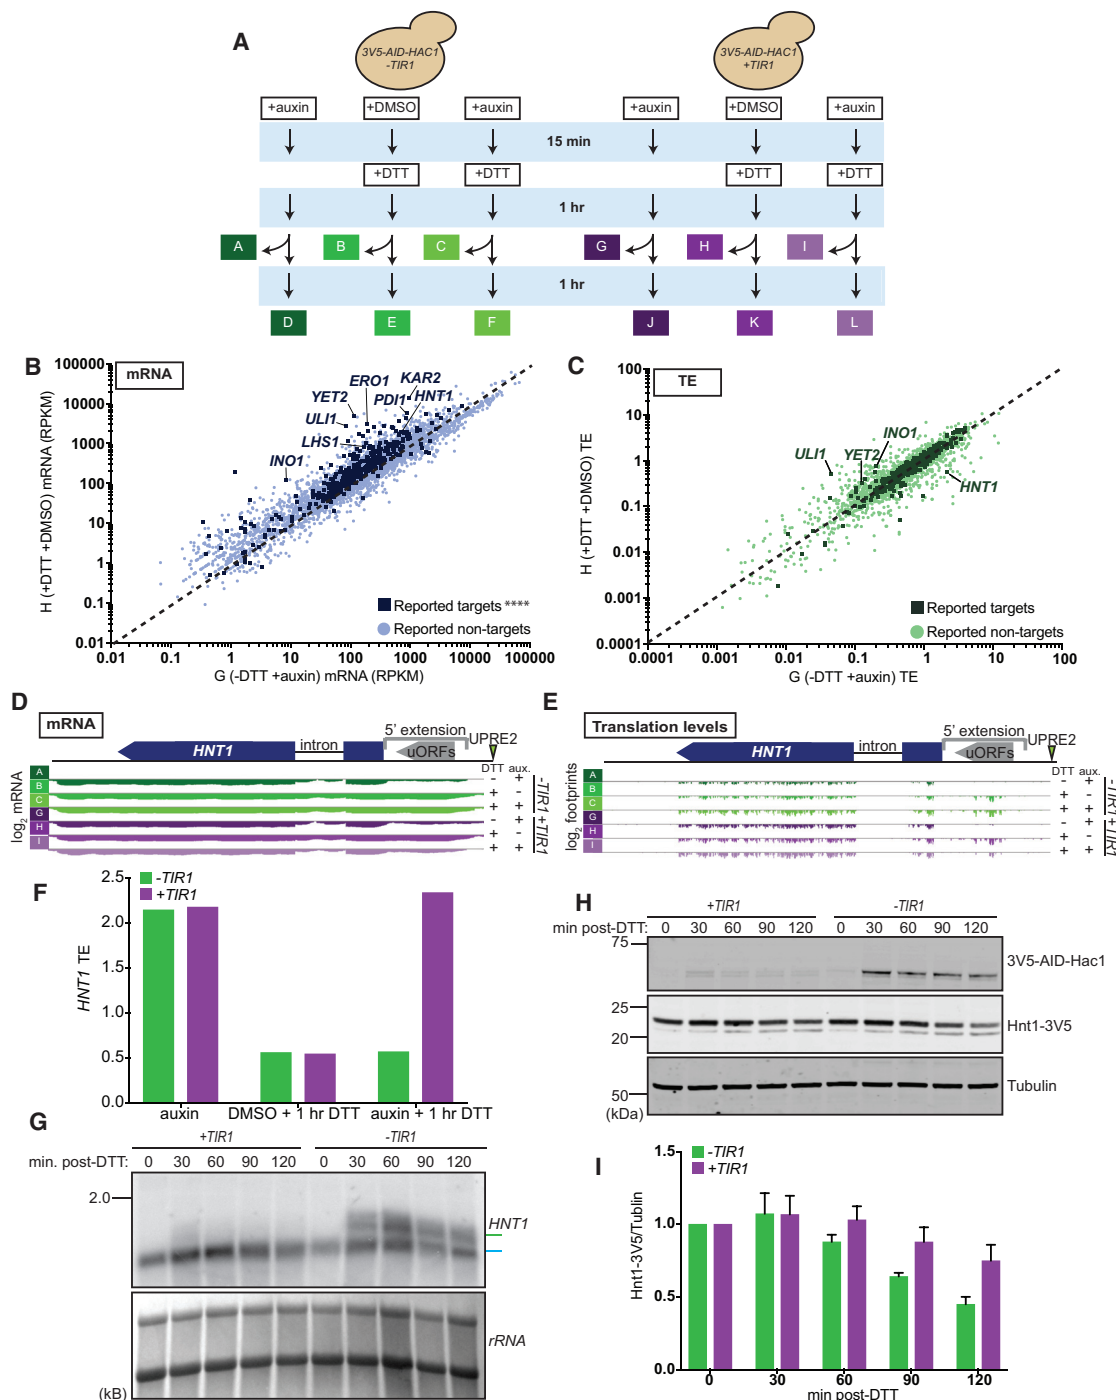 A
3V5-AID-HAC1
-TIR1
3V5-AID-HAC1
+TIR1
+auxin
+DMSO
+auxin
+auxin
+DMSO
+auxin
15 min
+DTT
+DTT
+DTT
+DTT
1 hr
A
B
C
G
H
I
1 hr
D
E
F
J
K
L
B
mRNA
100000
10000
1000
100
10
1
0.1
0.01
H (+DTT +DMSO) mRNA (RPKM)
ERO1
KAR2
YET2
PDI1
HNT1
ULI1
LHS1
INO1
Reported targets ****
Reported non-targets
0.01
0.1
1
10
100
1000
10000
100000
G (-DTT +auxin) mRNA (RPKM)
C
TE
100
10
1
0.1
0.01
0.001
0.0001
H (+DTT +DMSO) TE
INO1
ULI1
YET2
HNT1
Reported targets
Reported non-targets
0.0001
0.001
0.01
0.1
1
10
100
G (-DTT +auxin) TE
D
mRNA
5' extension
UPRE2
HNT1
intron
uORFs
DTT aux.
log2 mRNA
A - +
B + -
C + +
G - +
H + -
I + +
-TIR1
+TIR1
E
Translation levels
5' extension
UPRE2
HNT1
intron
uORFs
DTT aux.
log2 footprints
A - +
B + -
C + +
G - +
H + -
I + +
-TIR1
+TIR1
F
-TIR1
+TIR1
2.5
2.0
1.5
1.0
0.5
0.0
HNT1 TE
auxin
DMSO + 1 hr DTT
auxin + 1 hr DTT
G
+TIR1
-TIR1
min. post-DTT: 0 30 60 90 120 0 30 60 90 120
2.0
HNT1
rRNA
(kB)
H
+TIR1
-TIR1
min post-DTT: 0 30 60 90 120 0 30 60 90 120
75
3V5-AID-Hac1
25
20
Hnt1-3V5
50
Tubulin
(kDa)
I
-TIR1
+TIR1
1.5
1.0
0.5
0.0
Hnt1-3V5/Tublin
0
30
60
90
120
min post-DTT